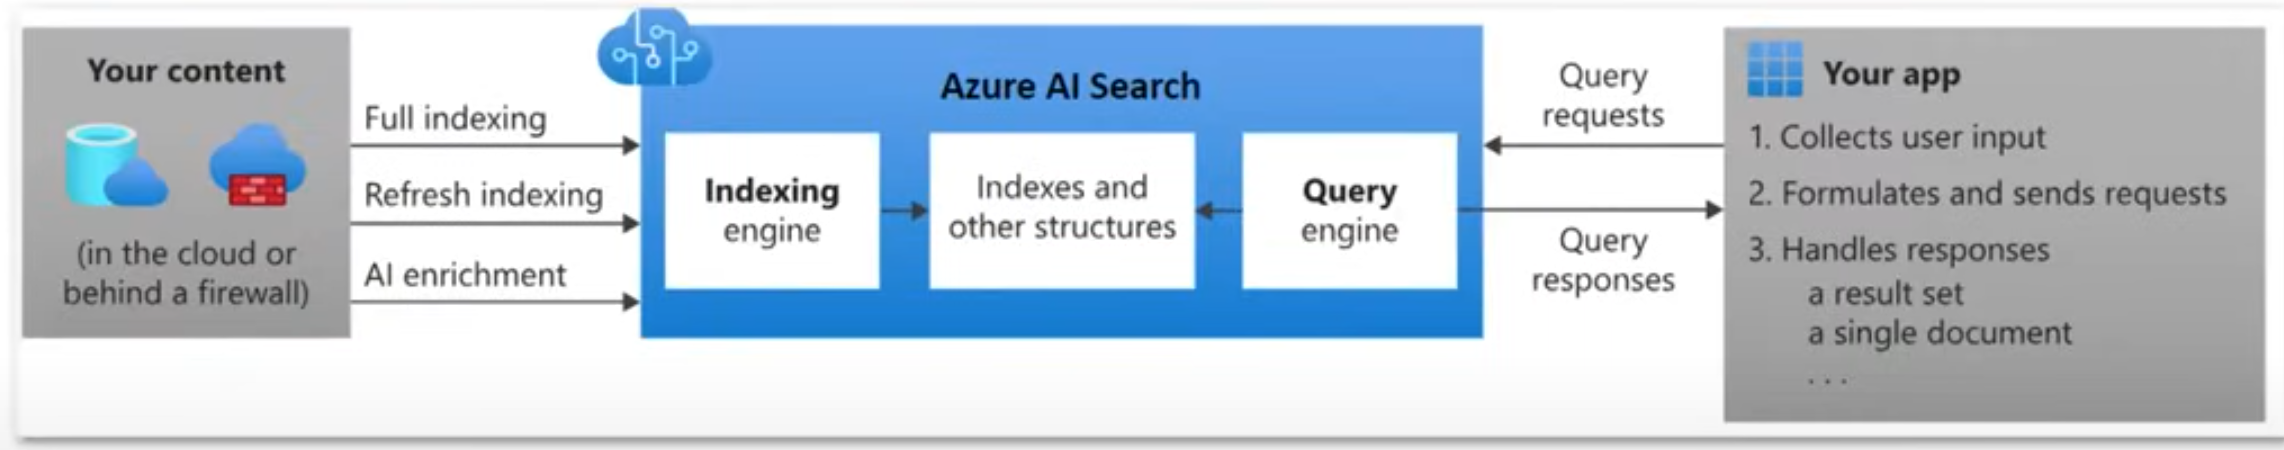 Your content
(in the cloud or
behind a firewall)
Full indexing
Refresh indexing
AI enrichment
Azure AI Search
Indexing
engine
Indexes and
other structures
Query
engine
Query
requests
Query
responses
Your app
1. Collects user input
2. Formulates and sends requests
3. Handles responses
a result set
a single document
. . .